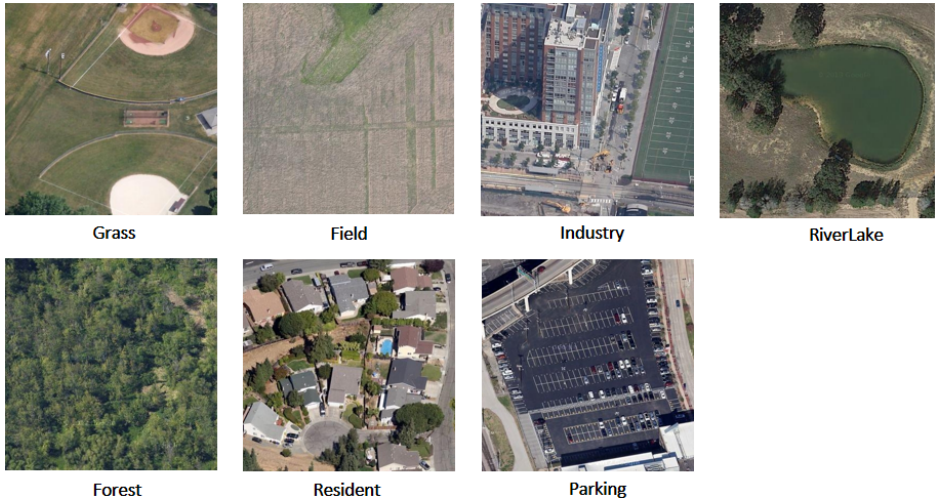 Grass
Field
Industry
RiverLake
Forest
Resident
Parking